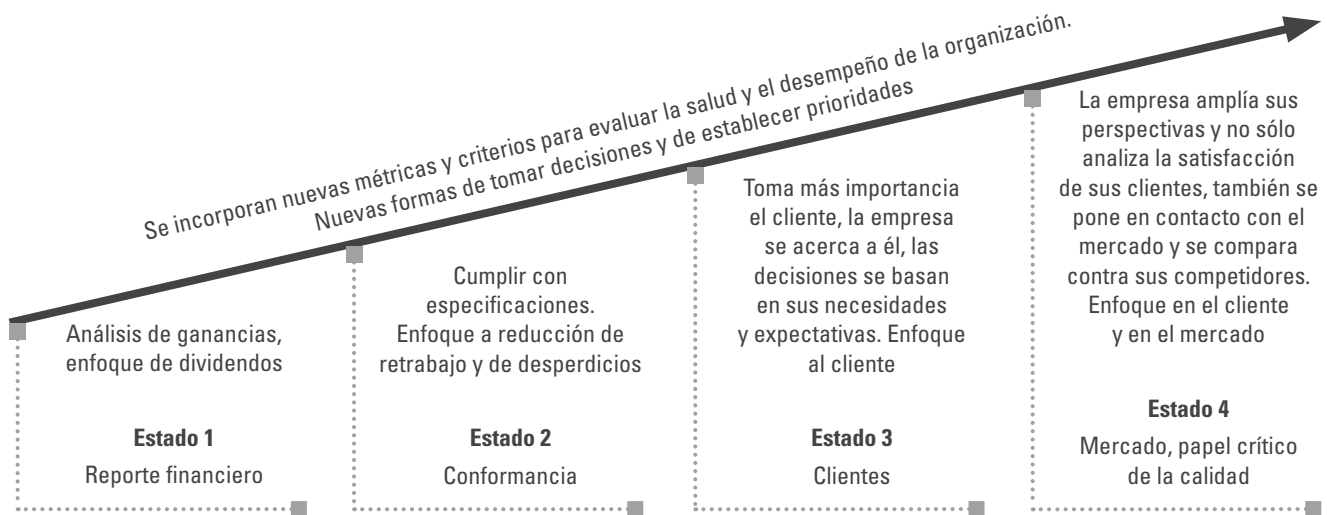 Se incorporan nuevas métricas y criterios para evaluar la salud y el desempeño de la organización.
Nuevas formas de tomar decisiones y de establecer prioridades
Análisis de ganancias,
enfoque de dividendos
Estado 1
Reporte financiero
Cumplir con
especificaciones.
Enfoque a reducción de
retrabajo y de desperdicios
Estado 2
Conformancia
Toma más importancia
el cliente, la empresa
se acerca a él, las
decisiones se basan
en sus necesidades
y expectativas. Enfoque
al cliente
Estado 3
Clientes
La empresa amplía sus
perspectivas y no sólo
analiza la satisfacción
de sus clientes, también se
pone en contacto con el
mercado y se compara
contra sus competidores.
Enfoque en el cliente
y en el mercado
Estado 4
Mercado, papel crítico
de la calidad